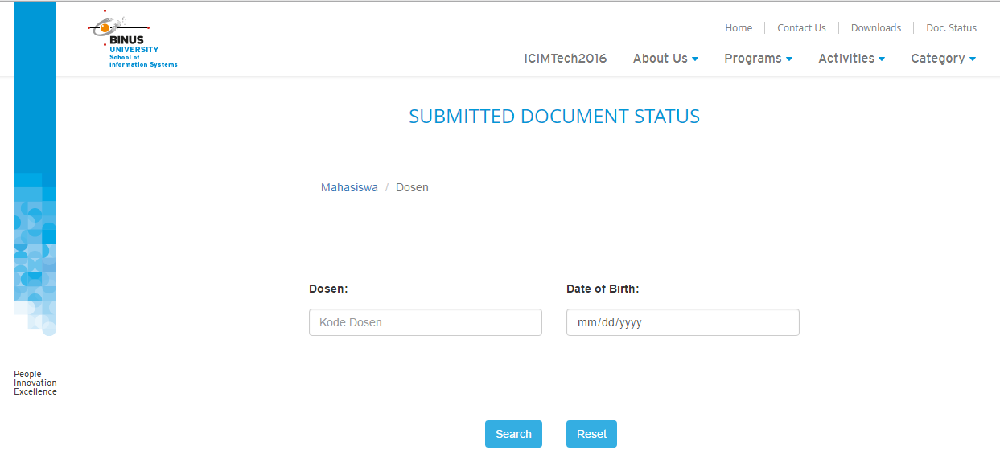 BINUS
UNIVERSITY
School of
Information Systems
Home
Contact Us
Downloads
Doc. Status
ICIMTech2016
About Us
Programs
Activities
Category
SUBMITTED DOCUMENT STATUS
Mahasiswa / Dosen
Dosen:
Date of Birth:
Kode Dosen
mm/dd/yyyy
People
Innovation
Excellence
Search
Reset